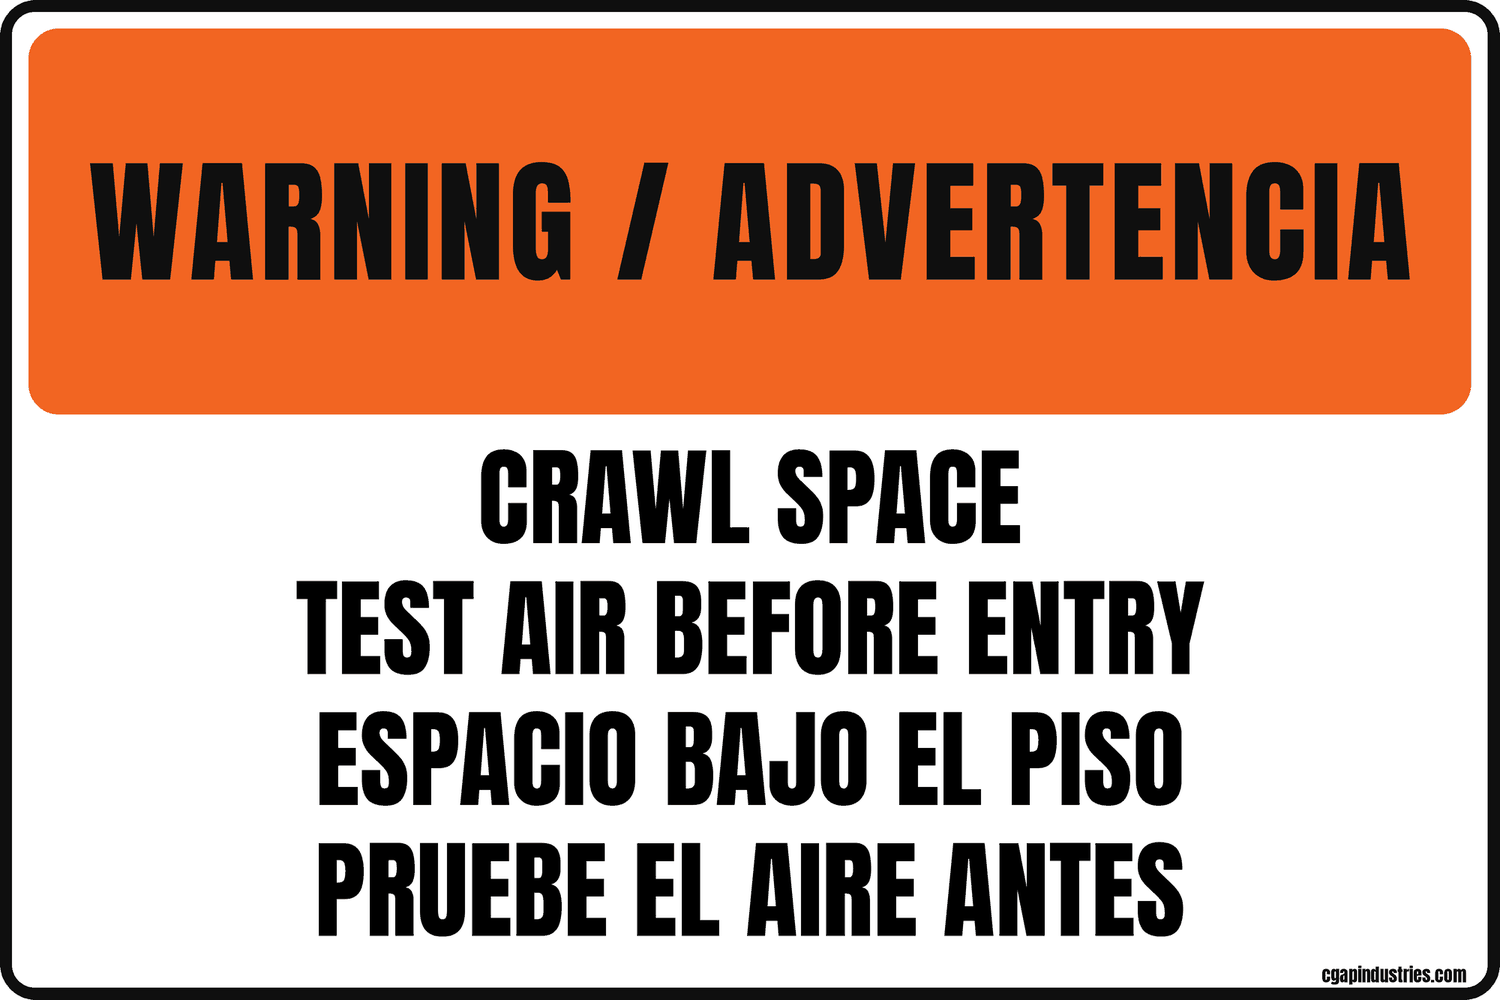 WARNING / ADVERTENCIA
CRAWL SPACE
TEST AIR BEFORE ENTRY
ESPACIO BAJO EL PISO
PRUEBE EL AIRE ANTES
cgapindustries.com